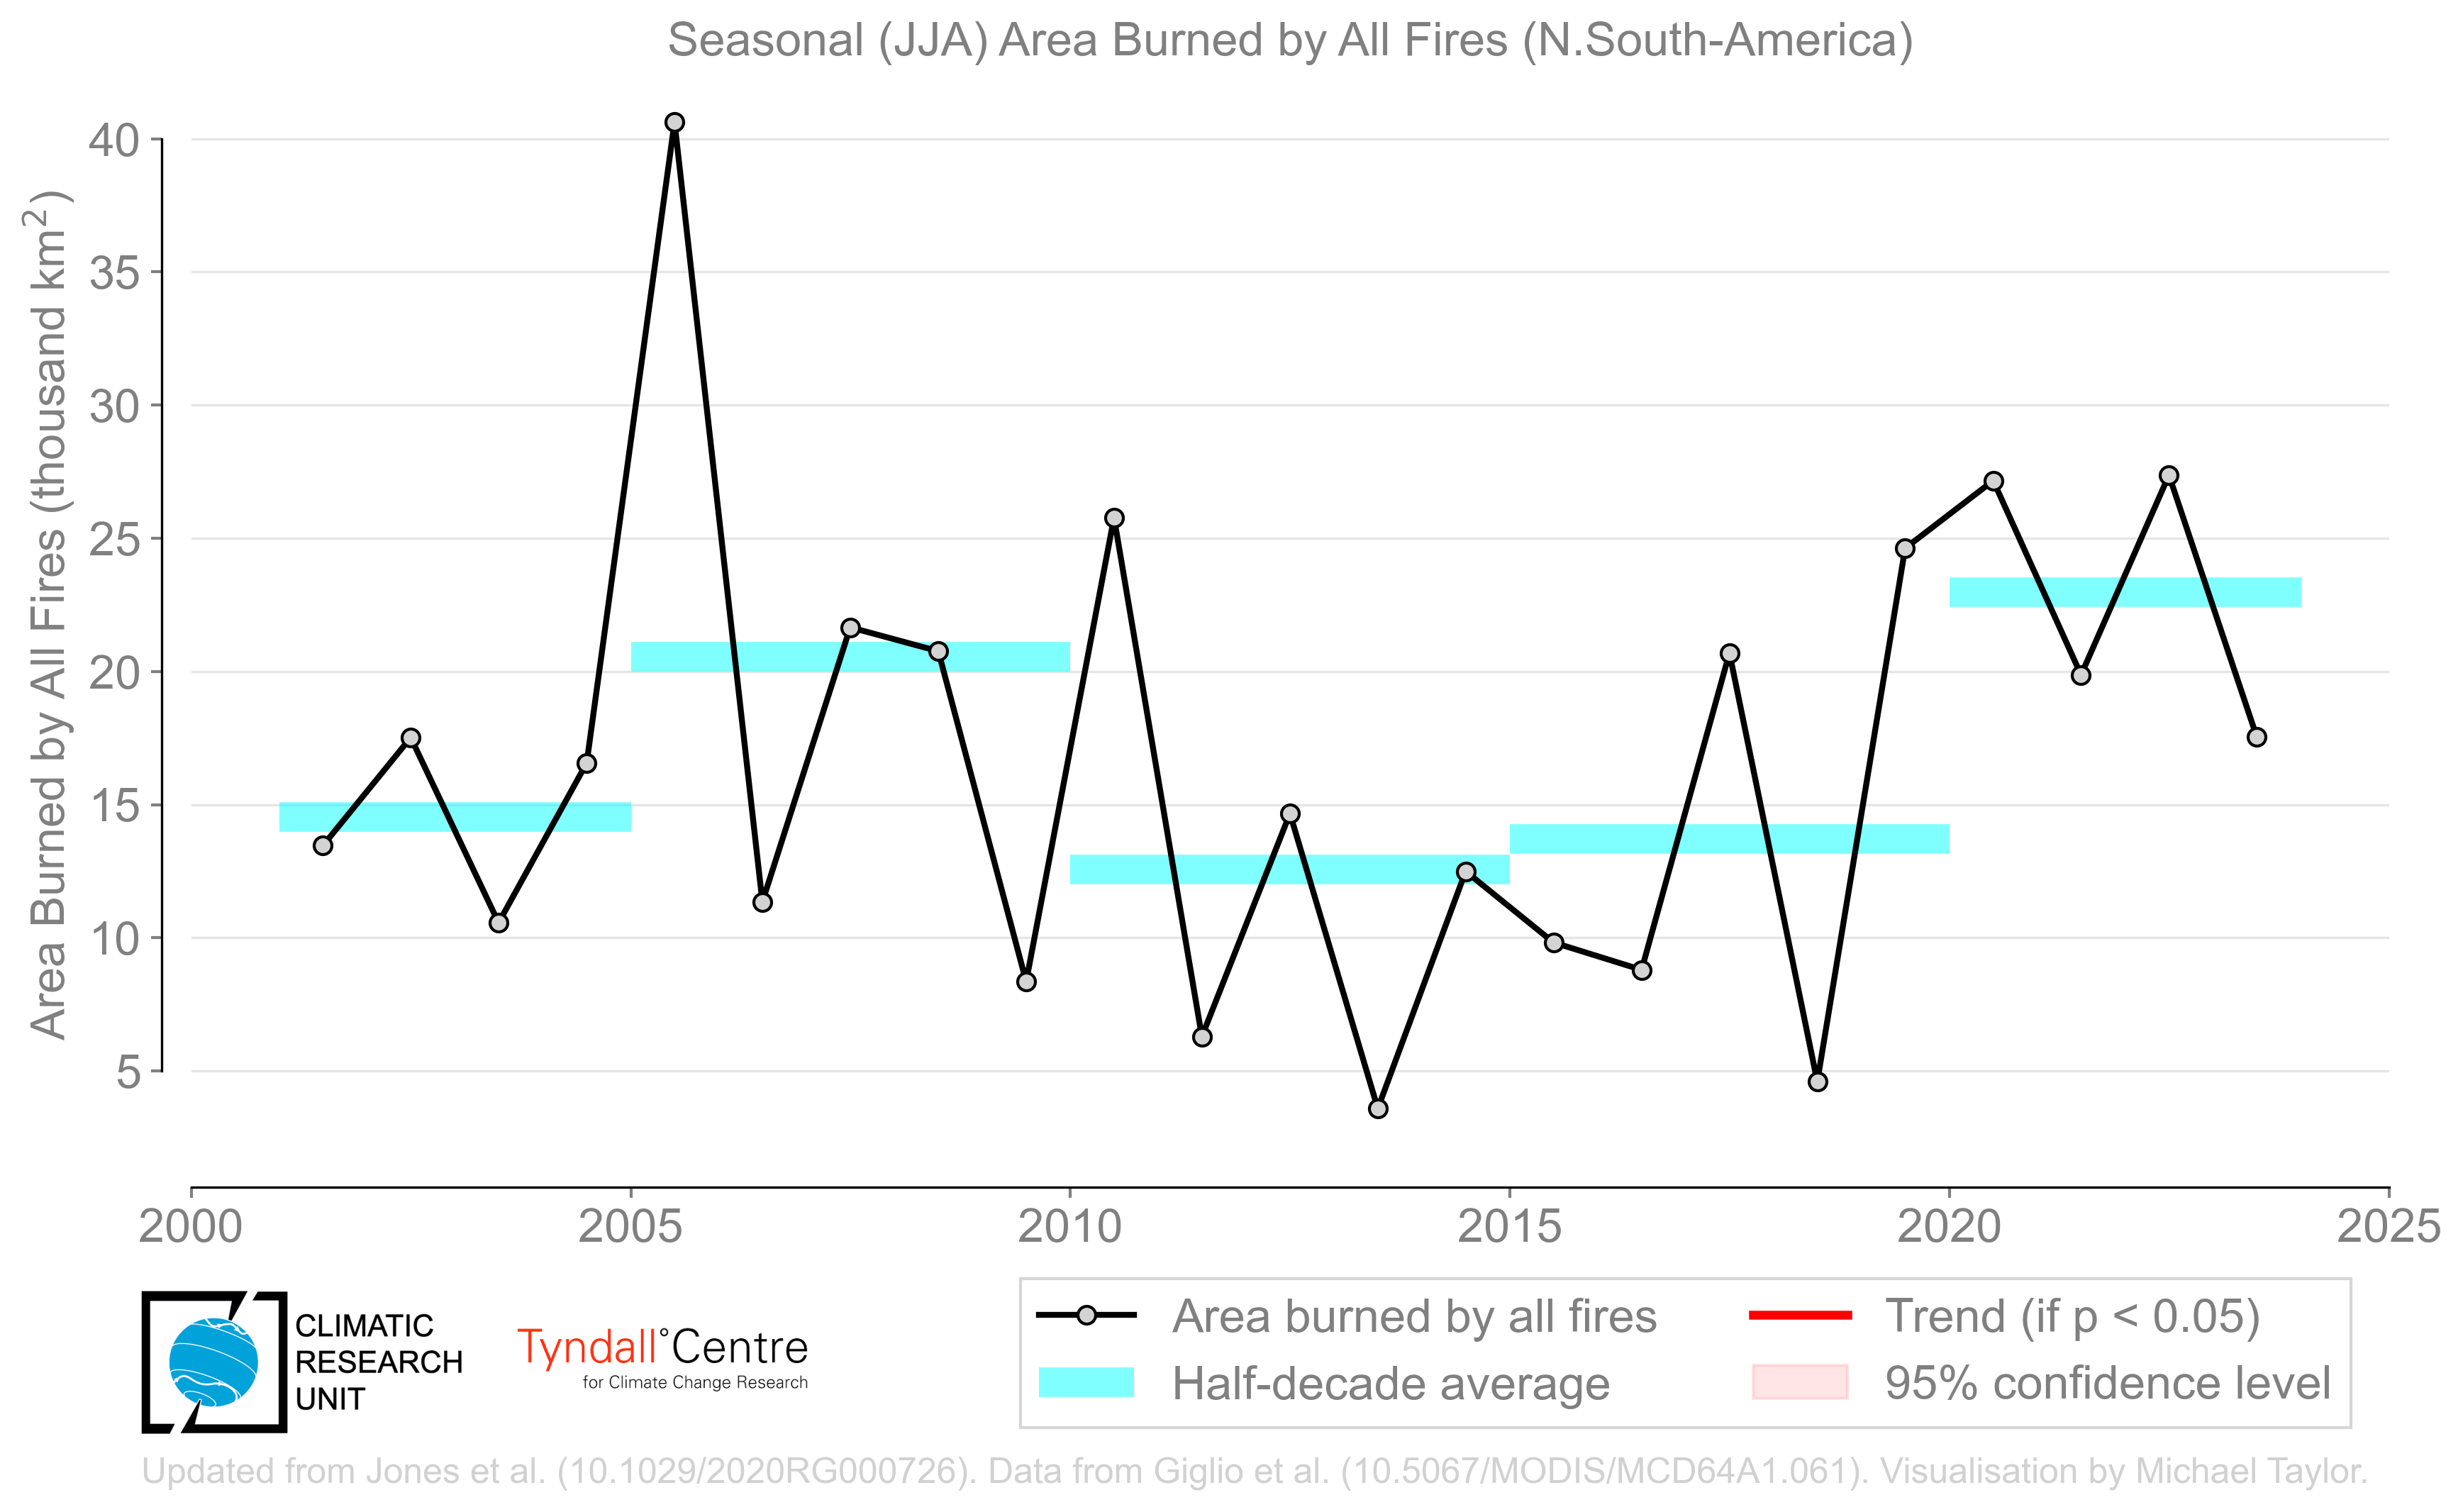 Seasonal (JJA) Area Burned by All Fires (N.South-America)
Area Burned by All Fires (thousand km²)
40
35
30
25
20
15
10
5
2000 2005 2010 2015 2020 2025
CLIMATIC
RESEARCH
UNIT
Tyndall°Centre
for Climate Change Research
Area burned by all fires
Half-decade average
Trend (if p < 0.05)
95% confidence level
Updated from Jones et al. (10.1029/2020RG000726). Data from Giglio et al. (10.5067/MODIS/MCD64A1.061). Visualisation by Michael Taylor.